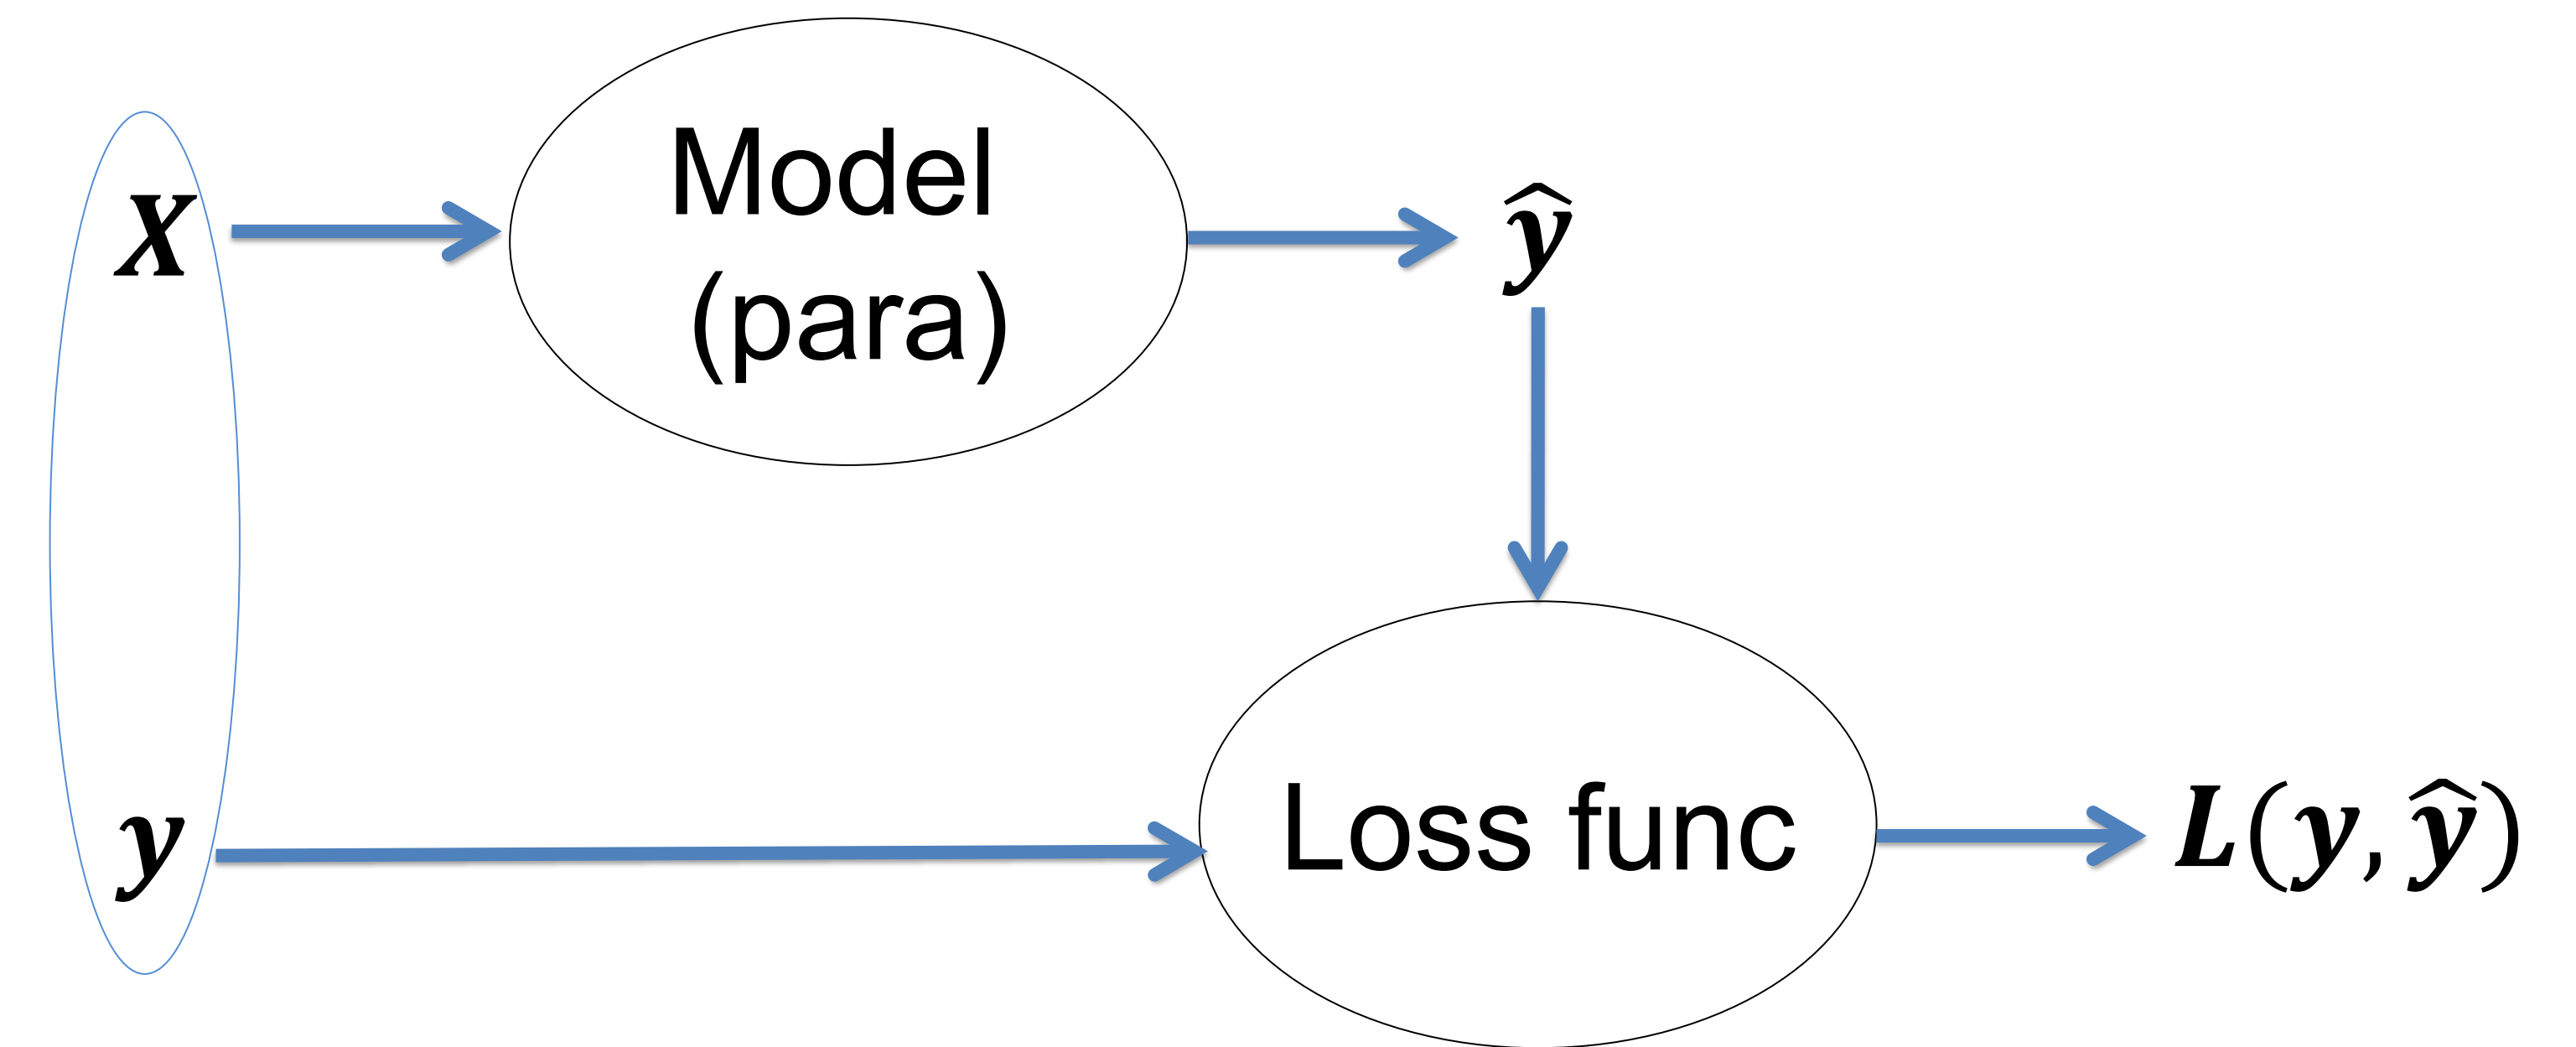 X
Model
(para)
ŷ
y
Loss func
L(y, ŷ)